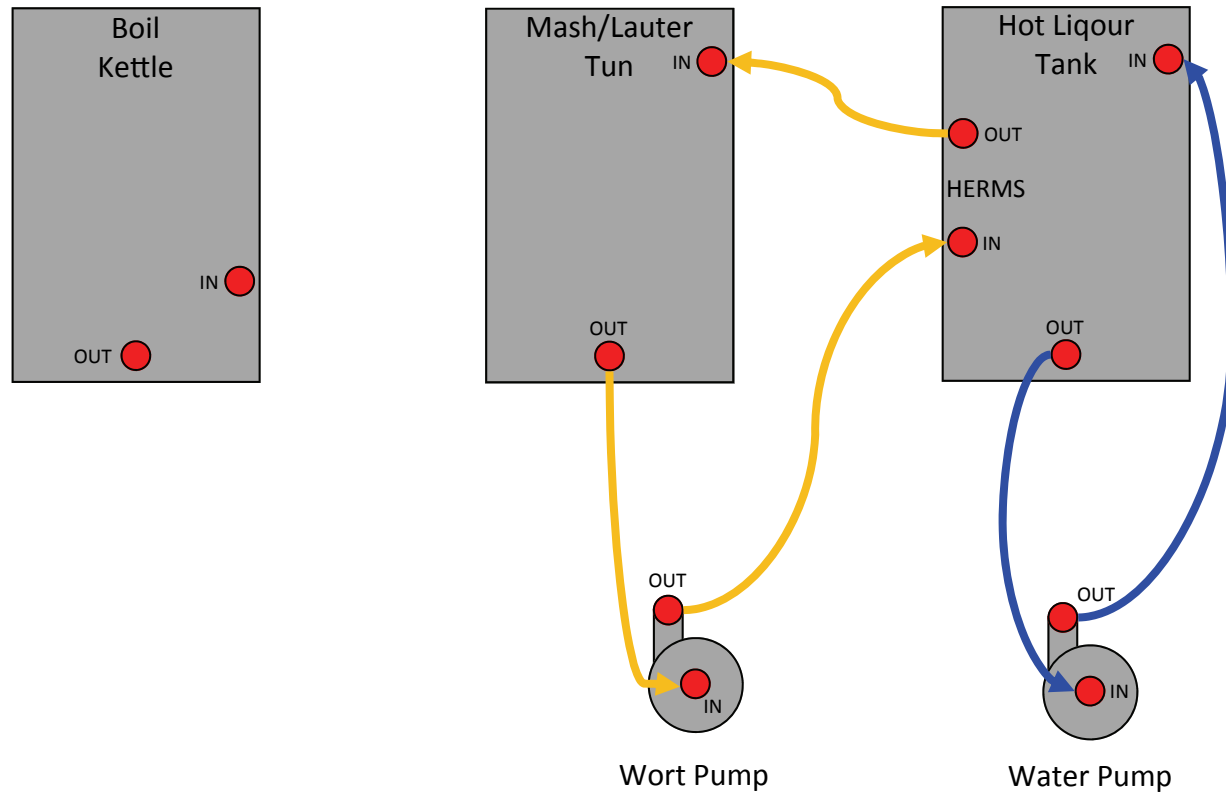 Boil
Kettle
IN
OUT
Mash/Lauter
Tun
IN
OUT
Hot Liqour
Tank
IN
OUT
HERMS
IN
OUT
OUT
IN
Wort Pump
OUT
IN
Water Pump